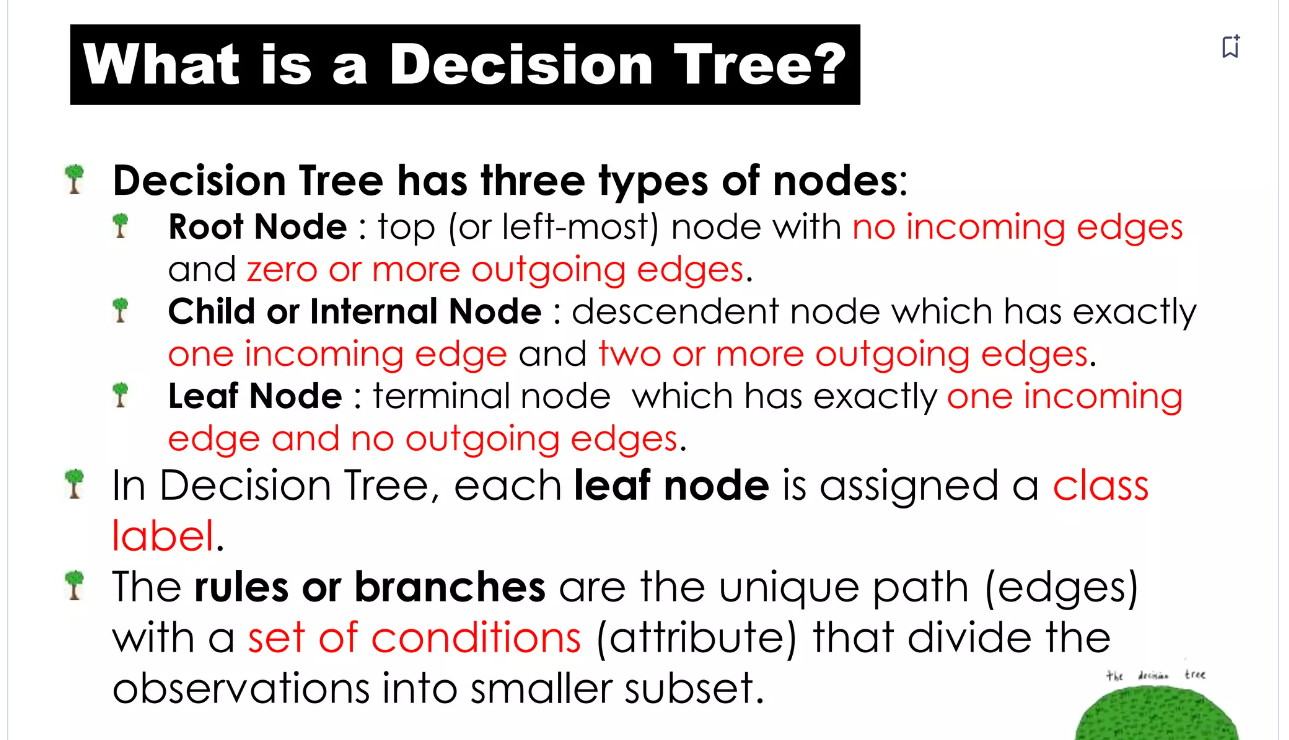 What is a Decision Tree?
Decision Tree has three types of nodes:
Root Node : top (or left-most) node with no incoming edges
and zero or more outgoing edges.
Child or Internal Node : descendent node which has exactly
one incoming edge and two or more outgoing edges.
Leaf Node : terminal node  which has exactly one incoming
edge and no outgoing edges.
In Decision Tree, each leaf node is assigned a class
label.
The rules or branches are the unique path (edges)
with a set of conditions (attribute) that divide the
observations into smaller subset.
the decision tree